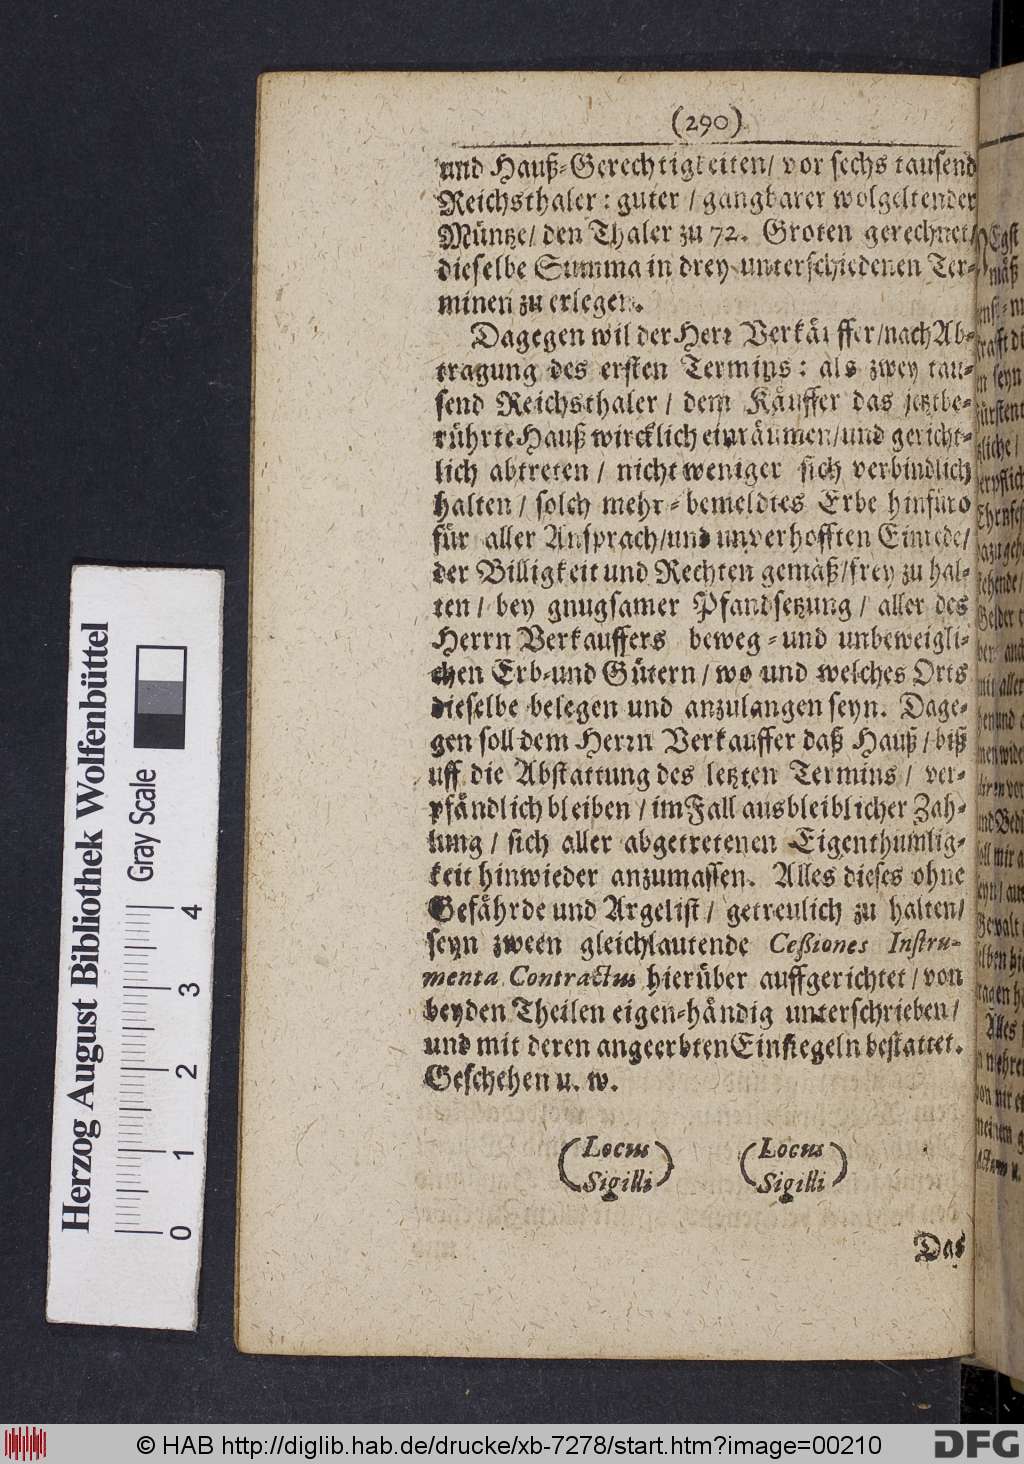 (290)
und Hauß-Gerechtigkeiten/ vor sechs tausend
Reichsthaler: guter / gangbarer wolgeltender
Müntze/ den Thaler zu 72. Groten gerechnet/
dieselbe Summa in drey unterschiedenen Ter-
minen zu erlegen.
Dagegen wil der Herr Verkäuffer/nach Ab-
tragung des ersten Termins: als zwey tau-
send Reichsthaler / dem Käuffer das jetztbe-
rührte Hauß wircklich einräumen/und gericht-
lich abtreten / nicht weniger sich verbindlich
halten / solch mehr-bemeldtes Erbe hinfüro
für aller Ansprach/und unverhofften Einrede/
der Billigkeit und Rechten gemäß/frey zu hal-
ten / bey gnugsamer Pfandsetzung / aller des
Herrn Verkauffers beweg-und unbeweigli-
chen Erb-und Gütern / wo und welches Orts
dieselbe belegen und anzulangen seyn. Dage-
gen soll dem Herrn Verkauffer daß Hauß / biß
uff die Abstattung des letzten Termins / ver-
pfändlich bleiben / im Fall ausbleiblicher Zah-
lung / sich aller abgetretenen Eigenthumlig-
keit hinwieder anzumassen. Alles dieses ohne
Gefährde und Argelist / getreulich zu halten/
seyn zween gleichlautende Ceßiones Instru-
menta Contractus hierüber auffgerichtet / von
beyden Theilen eigen-händig unterschrieben /
und mit deren angeerbten Einsiegeln bestattet.
Geschehen u. w.
(Locus Sigilli) (Locus Sigilli)
Das
Herzog August Bibliothek Wolfenbüttel
Gray Scale
0 1 2 3 4
© HAB http://diglib.hab.de/drucke/xb-7278/start.htm?image=00210
DFG